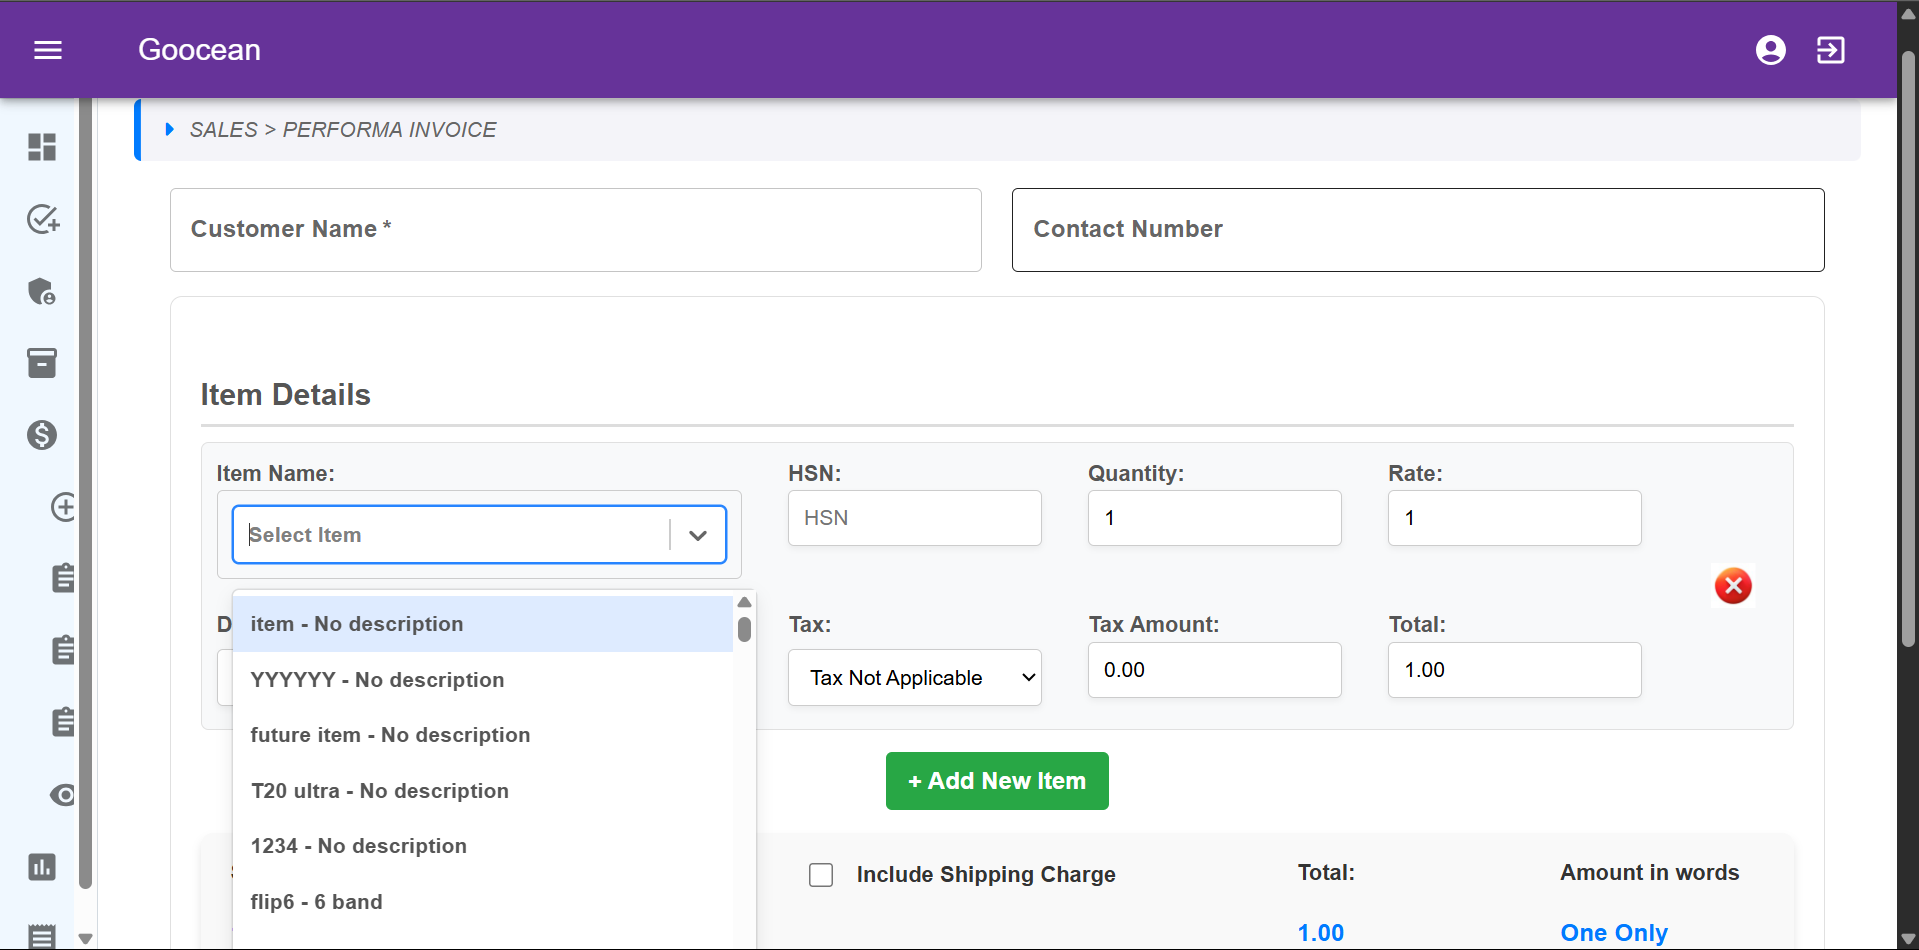 Goocean
SALES > PERFORMA INVOICE
Customer Name *
Contact Number
Item Details
Item Name:
HSN:
Quantity:
Rate:
Select Item
HSN
1
1
D
item - No description
Tax:
Tax Amount:
Total:
YYYYYY - No description
Tax Not Applicable
0.00
1.00
future item - No description
T20 ultra - No description
+ Add New Item
1234 - No description
Include Shipping Charge
Total:
Amount in words
flip6 - 6 band
1.00
One Only